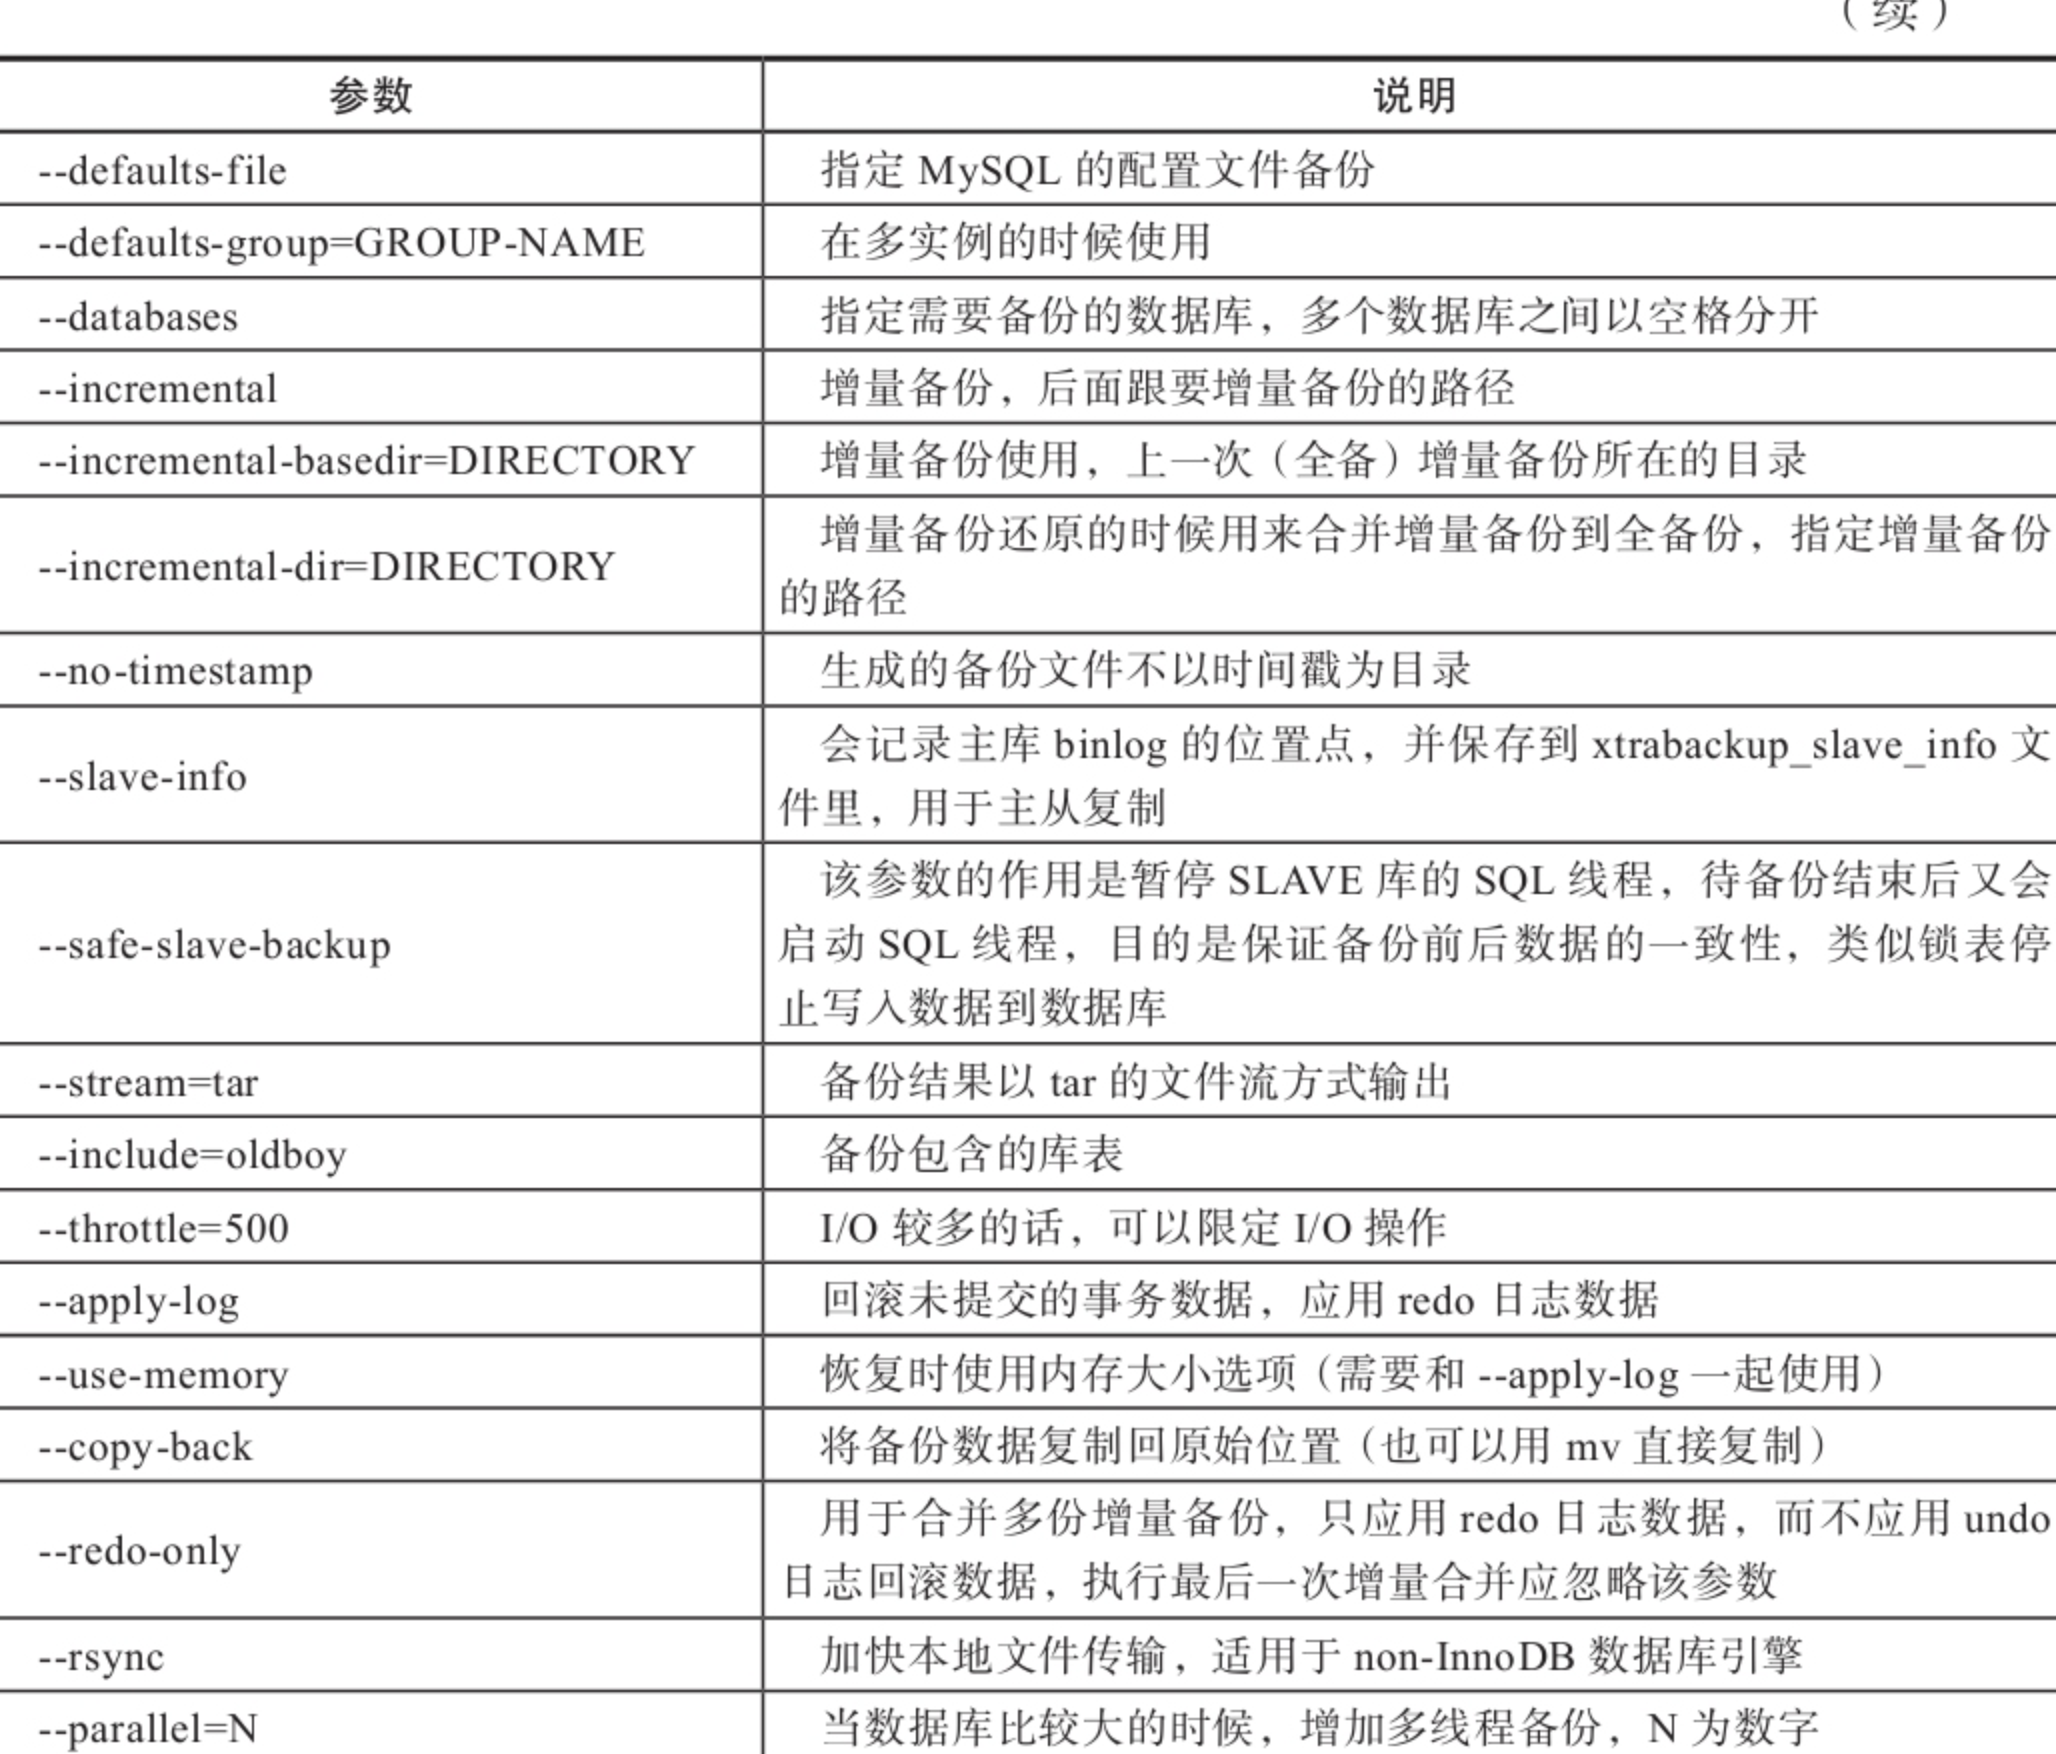 （续）
参数 说明
--defaults-file 指定 MySQL 的配置文件备份
--defaults-group=GROUP-NAME 在多实例的时候使用
--databases 指定需要备份的数据库，多个数据库之间以空格分开
--incremental 增量备份，后面跟要增量备份的路径
--incremental-basedir=DIRECTORY 增量备份使用，上一次（全备）增量备份所在的目录
--incremental-dir=DIRECTORY 增量备份还原的时候用来合并增量备份到全备份，指定增量备份
的路径
--no-timestamp 生成的备份文件不以时间戳为目录
--slave-info 会记录主库 binlog 的位置点，并保存到 xtrabackup_slave_info 文
件里，用于主从复制
--safe-slave-backup 该参数的作用是暂停 SLAVE 库的 SQL 线程，待备份结束后又会
启动 SQL 线程，目的是保证备份前后数据的一致性，类似锁表停
止写入数据到数据库
--stream=tar 备份结果以 tar 的文件流方式输出
--include=oldboy 备份包含的库表
--throttle=500 I/O 较多的话，可以限定 I/O 操作
--apply-log 回滚未提交的事务数据，应用 redo 日志数据
--use-memory 恢复时使用内存大小选项（需要和 --apply-log 一起使用）
--copy-back 将备份数据复制回原始位置（也可以用 mv 直接复制）
--redo-only 用于合并多份增量备份，只应用 redo 日志数据，而不应用 undo
日志回滚数据，执行最后一次增量合并应忽略该参数
--rsync 加快本地文件传输，适用于 non-InnoDB 数据库引擎
--parallel=N 当数据库比较大的时候，增加多线程备份，N 为数字